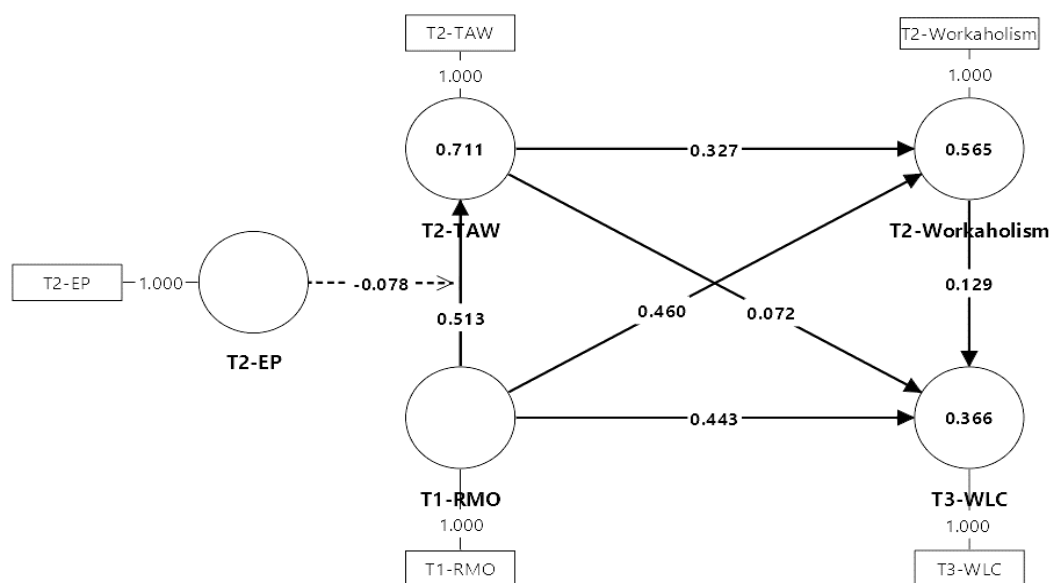 T2-TAW
T2-Workaholism
1.000
1.000
0.711
0.327
0.565
T2-TAW
T2-Workaholism
T2-EP
1.000
-0.078
0.513
0.460
0.072
0.129
T2-EP
0.443
0.366
T1-RMO
T3-WLC
1.000
1.000
T1-RMO
T3-WLC